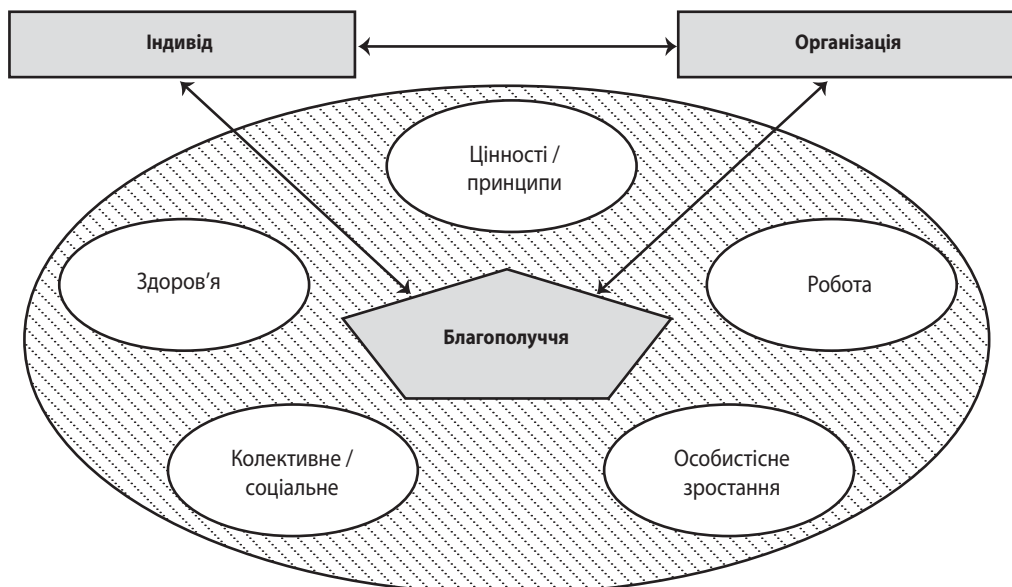 Індивід
Організація
Цінності /
принципи
Здоров'я
Робота
Благополуччя
Колективне /
соціальне
Особистісне
зростання